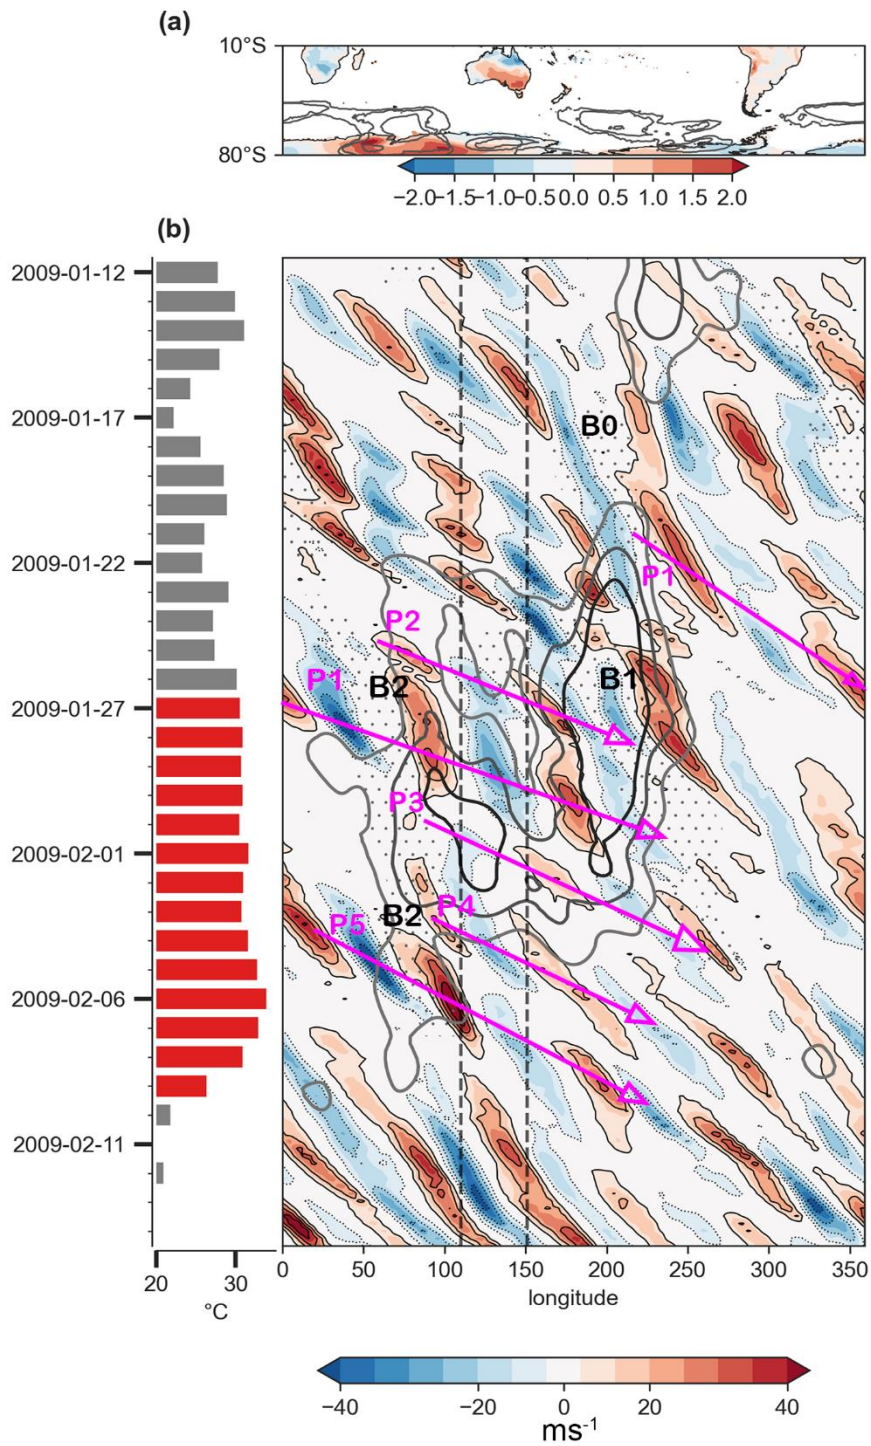 (a)
10°S
80°S
−2.0−1.5−1.0−0.5 0.0 0.5 1.0 1.5 2.0
(b)
2009-01-12
2009-01-17
B0
2009-01-22
P1
P2
P1
B2
B1
2009-01-27
P3
2009-02-01
P4
B2
P5
2009-02-06
2009-02-11
20 30
°C
0 50 100 150 200 250 300 350
longitude
−40 −20 0 20 40
ms⁻¹